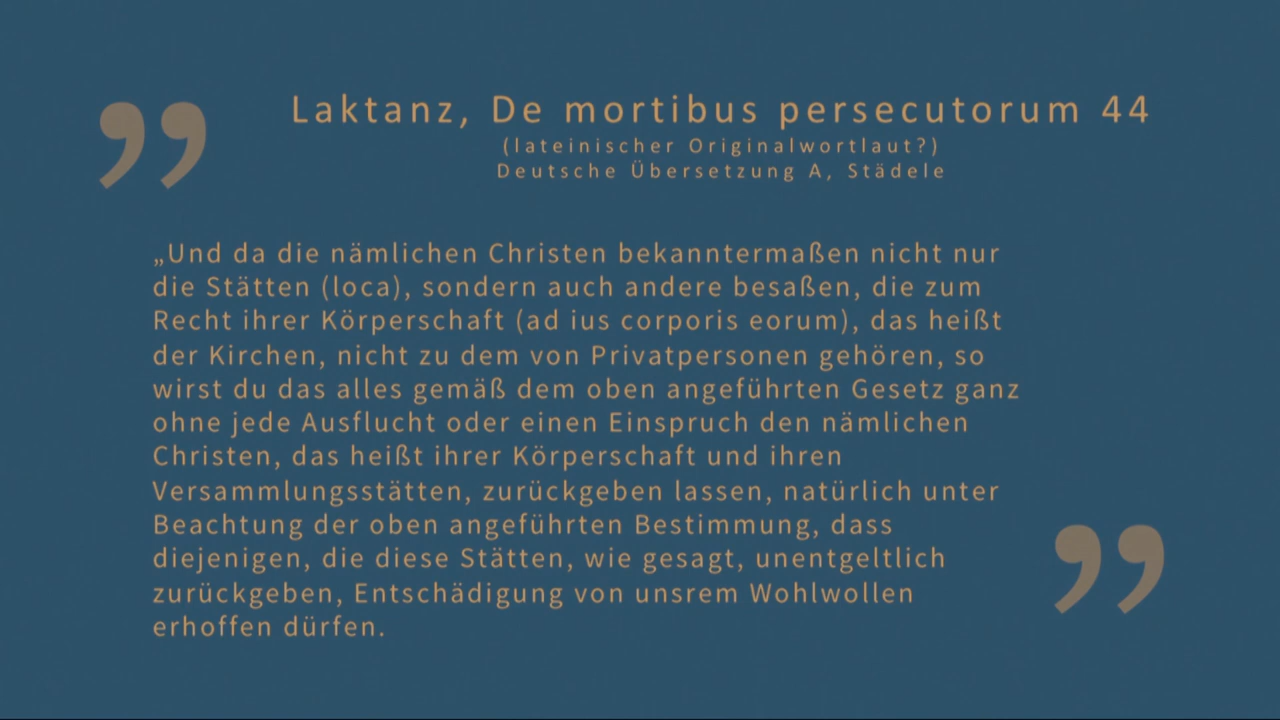 Laktanz, De mortibus persecutorum 44
(lateinischer Originalwortlaut?)
Deutsche Übersetzung A, Städele
„Und da die nämlichen Christen bekanntermaßen nicht nur
die Stätten (loca), sondern auch andere besaßen, die zum
Recht ihrer Körperschaft (ad ius corporis eorum), das heißt
der Kirchen, nicht zu dem von Privatpersonen gehören, so
wirst du das alles gemäß dem oben angeführten Gesetz ganz
ohne jede Ausflucht oder einen Einspruch den nämlichen
Christen, das heißt ihrer Körperschaft und ihren
Versammlungsstätten, zurückgeben lassen, natürlich unter
Beachtung der oben angeführten Bestimmung, dass
diejenigen, die diese Stätten, wie gesagt, unentgeltlich
zurückgeben, Entschädigung von unsrem Wohlwollen
erhoffen dürfen.